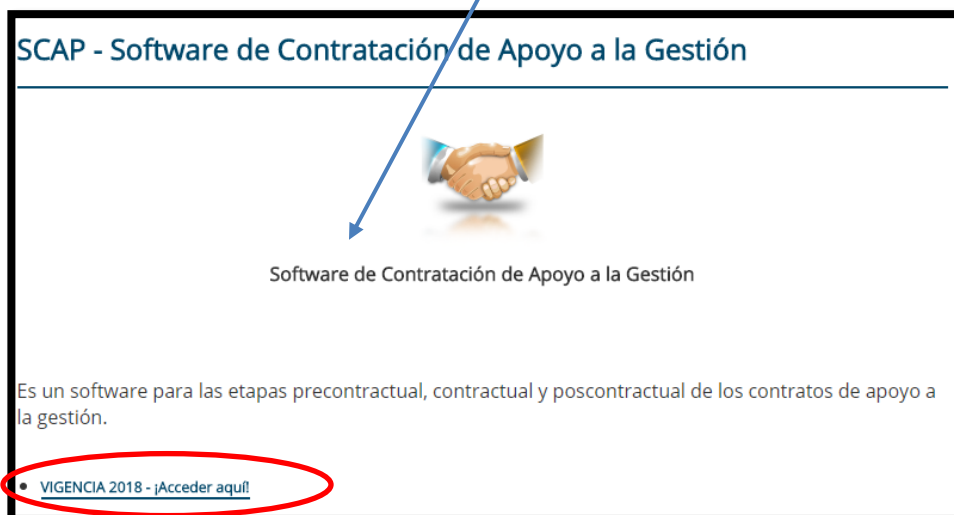 SCAP - Software de Contratación de Apoyo a la Gestión
Software de Contratación de Apoyo a la Gestión
Es un software para las etapas precontractual, contractual y poscontractual de los contratos de apoyo a
la gestión.
• VIGENCIA 2018 - ¡Acceder aquí!